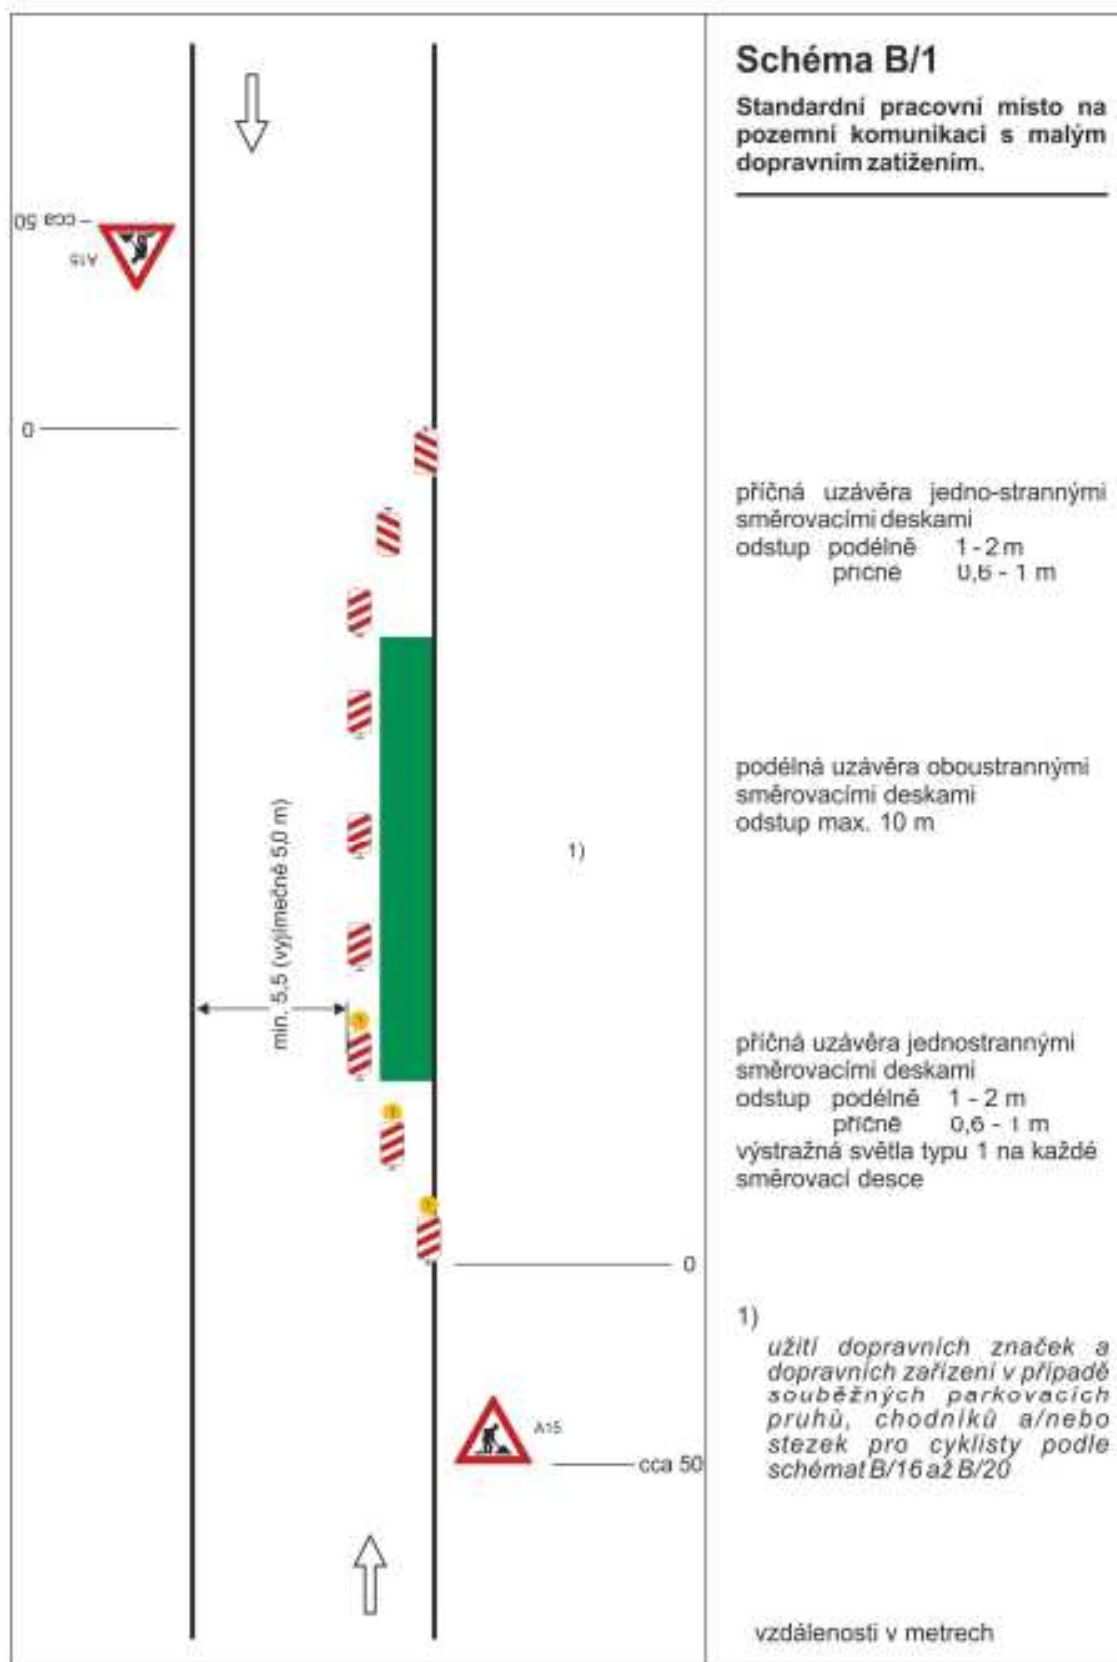 Schéma B/1
Standardní pracovní místo na
pozemní komunikaci s malým
dopravním zatížením.
cca 50
A15
0
příčná uzávěra jedno-strannými
směrovacími deskami
odstup podélně 1 - 2 m
příčně 0,6 - 1 m
podélná uzávěra oboustrannými
směrovacími deskami
odstup max. 10 m
1)
min. 5,5 (výjimečně 5,0 m)
příčná uzávěra jednostrannými
směrovacími deskami
odstup podélně 1 - 2 m
příčně 0,6 - 1 m
výstražná světla typu 1 na každé
směrovací desce
0
1)
užití dopravních značek a
dopravních zařízení v případě
souběžných parkovacích
pruhů, chodníků a/nebo
stezek pro cyklisty podle
schémat B/16 až B/20
A15
cca 50
vzdálenosti v metrech